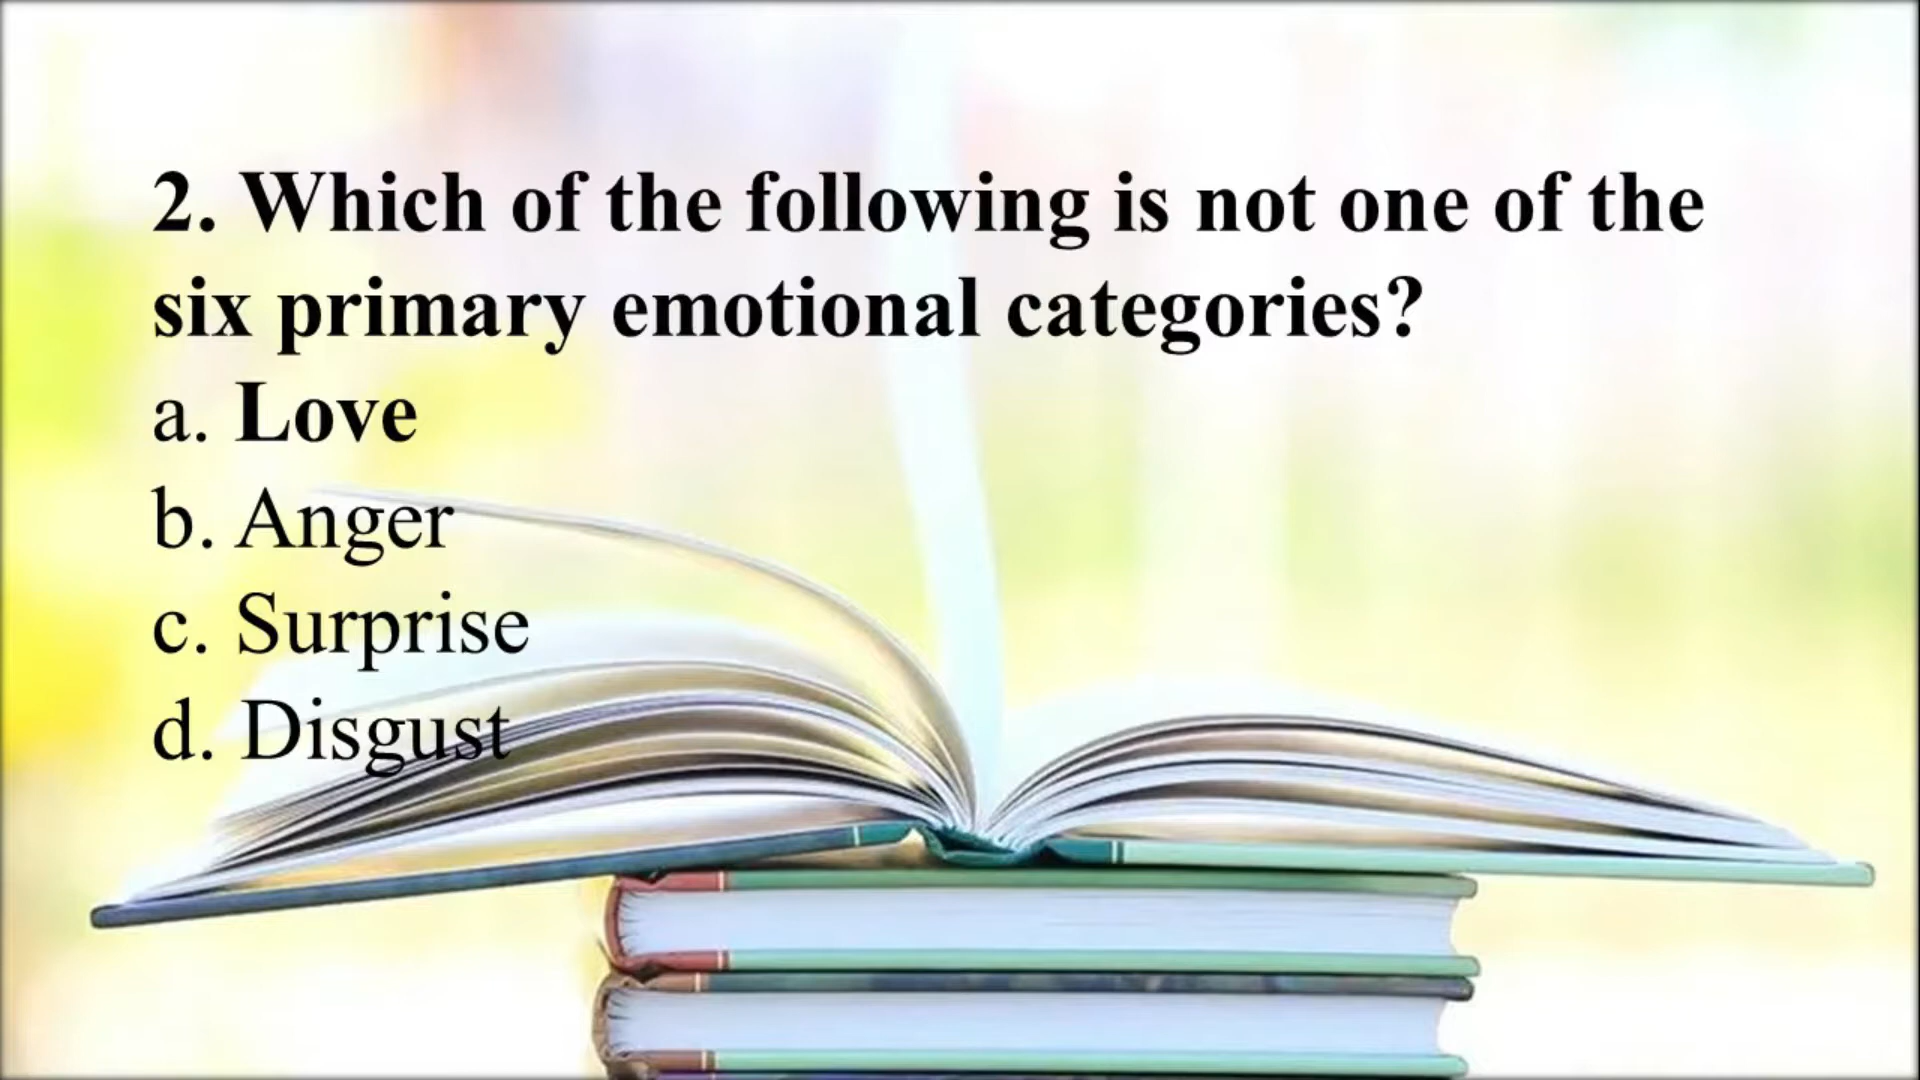 2. Which of the following is not one of the
six primary emotional categories?
a. Love
b. Anger
c. Surprise
d. Disgust